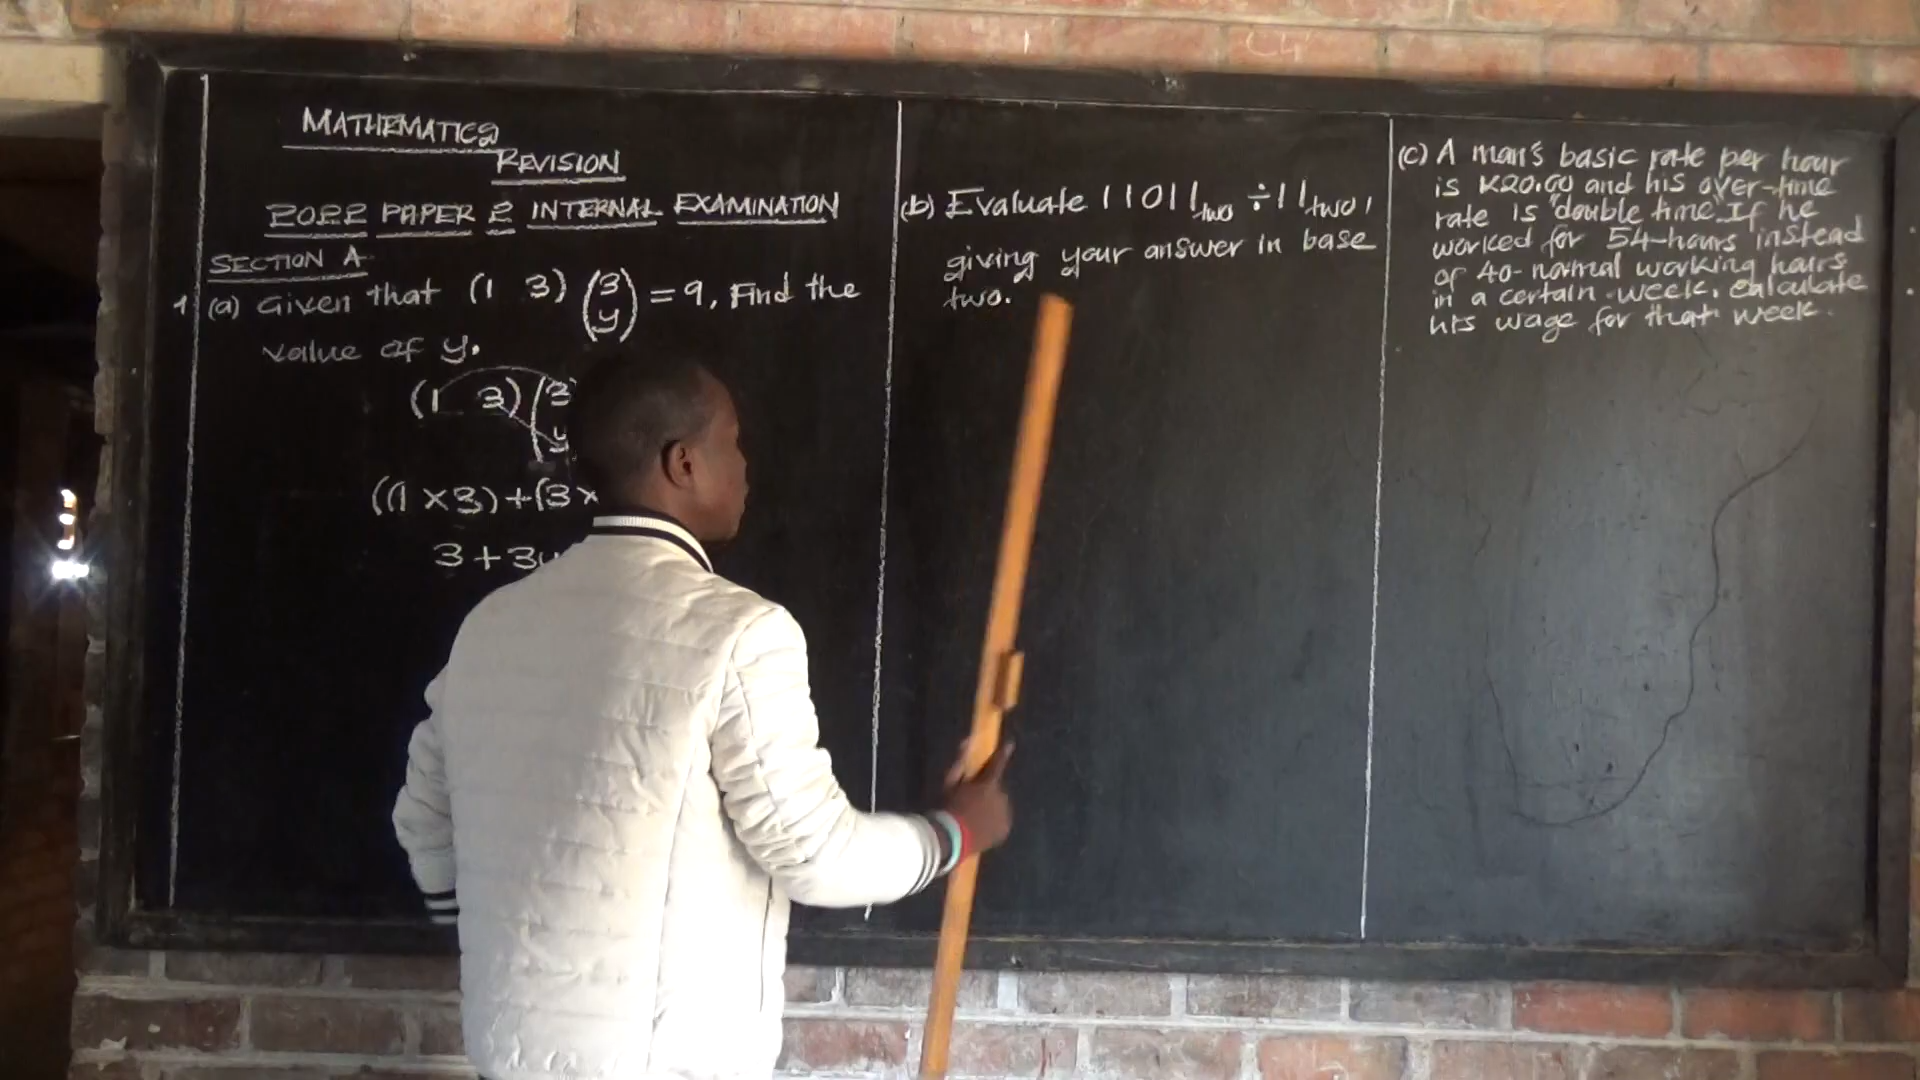 MATHEMATICS
REVISION
2022 PAPER 2 INTERNAL EXAMINATION
SECTION A
1 (a) Given that (1 3) (3 y) = 9, Find the
value of y.
(1 3) (3
y
((1 × 3) + (3 ×
3 + 3y
(b) Evaluate 11011two ÷ 11two,
giving your answer in base
two.
(c) A man's basic rate per hour
is K20.00 and his over-time
rate is "double time". If he
worked for 54-hours instead
of 40-normal working hours
in a certain week, calculate
his wage for that week.